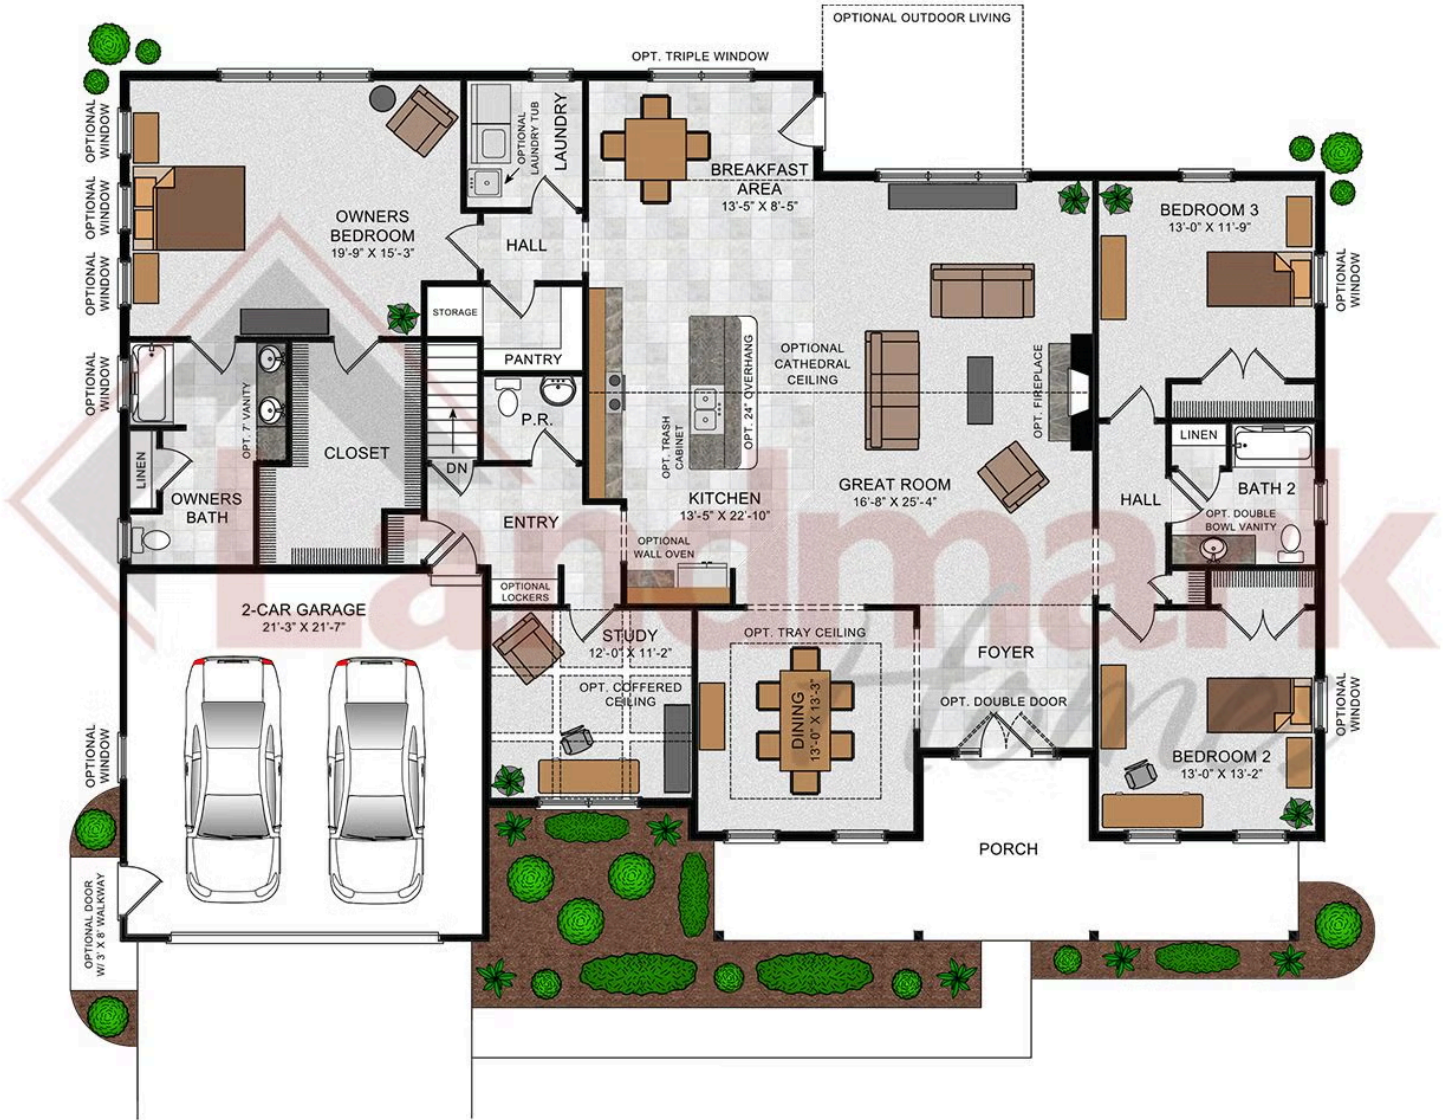 OPTIONAL OUTDOOR LIVING
OPT. TRIPLE WINDOW
OPTIONAL
WINDOW
OPTIONAL
WINDOW
OPTIONAL
WINDOW
OPTIONAL
WINDOW
OWNERS
BEDROOM
19'-9" X 15'-3"
OPTIONAL
LAUNDRY TUB
LAUNDRY
HALL
BREAKFAST
AREA
13'-5" X 8'-5"
BEDROOM 3
13'-0" X 11'-9"
OPTIONAL
WINDOW
STORAGE
PANTRY
P.R.
DN
OPT. 7' VANITY
CLOSET
LINEN
OWNERS
BATH
ENTRY
OPTIONAL
CATHEDRAL
CEILING
OPT. 24" OVERHANG
OPT. TRASH
CABINET
OPT. FIREPLACE
KITCHEN
13'-5" X 22'-10"
GREAT ROOM
16'-8" X 25'-4"
OPTIONAL
WALL OVEN
OPTIONAL
LOCKERS
LINEN
HALL
BATH 2
OPT. DOUBLE
BOWL VANITY
Landmark
Homes
2-CAR GARAGE
21'-3" X 21'-7"
STUDY
12'-0" X 11'-2"
OPT. COFFERED
CEILING
OPT. TRAY CEILING
DINING
13'-0" X 13'-3"
FOYER
OPT. DOUBLE DOOR
BEDROOM 2
13'-0" X 13'-2"
OPTIONAL
WINDOW
OPTIONAL
WINDOW
PORCH
OPTIONAL DOOR
W/ 3' X 8' WALKWAY